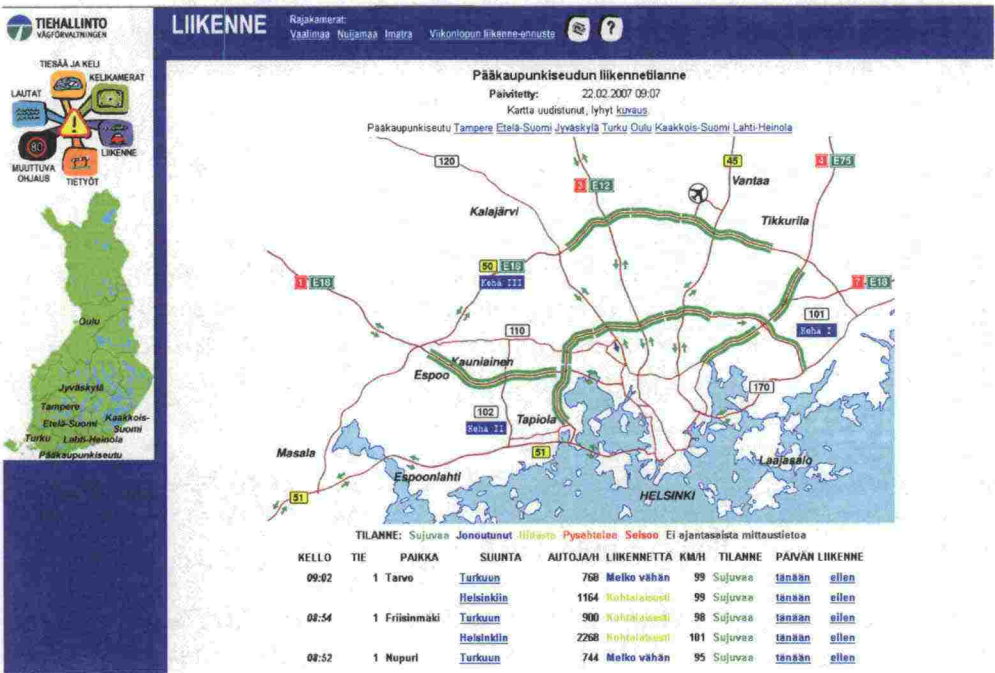 TIEHALLINTO
VÄGFÖRVALTNINGEN
LIIKENNE
Rajakamerat:
Vaalimaa Nuijamaa Imatra Viikonlopun liikenne-ennuste
?
TIESÄÄ JA KELI
KELIKAMERAT
LAUTAT
80
LIIKENNE
MUUTTUVA
OHJAUS
TIETYÖT
Oulu
Jyväskylä
Tampere
Kaakkois-
Etelä-Suomi
Suomi
Turku Lahti-Heinola
Pääkaupunkiseutu
Pääkaupunkiseudun liikennetilanne
Päivitetty: 22.02.2007 09:07
Kartta uudistunut, lyhyt kuvaus.
Pääkaupunkiseutu Tampere Etelä-Suomi Jyväskylä Turku Oulu Kaakkois-Suomi Lahti-Heinola
120
45
4 E75
3 E12
Vantaa
Kalajärvi
Tikkurila
50 E18
Kehä III
1 E18
7 E18
101
Kehä I
110
Kauniainen
Espoo
170
102
Kehä II
Tapiola
51
Masala
Espoonlahti
Laajasalo
51
HELSINKI
TILANNE: Sujuvaa Jonoutunut Hidasta Pysähtelee Seisoo Ei ajantasaista mittaustietoa
KELLO TIE PAIKKA SUUNTA AUTOJA/H LIIKENNETTÄ KM/H TILANNE PÄIVÄN LIIKENNE
09:02 1 Tarvo Turkuun 768 Melko vähän 99 Sujuvaa tänään eilen
Helsinkiin 1164 Kohtalaisesti 99 Sujuvaa tänään eilen
08:54 1 Friisinmäki Turkuun 900 Kohtalaisesti 98 Sujuvaa tänään eilen
Helsinkiin 2268 Kohtalaisesti 101 Sujuvaa tänään eilen
08:52 1 Nupuri Turkuun 744 Melko vähän 95 Sujuvaa tänään eilen